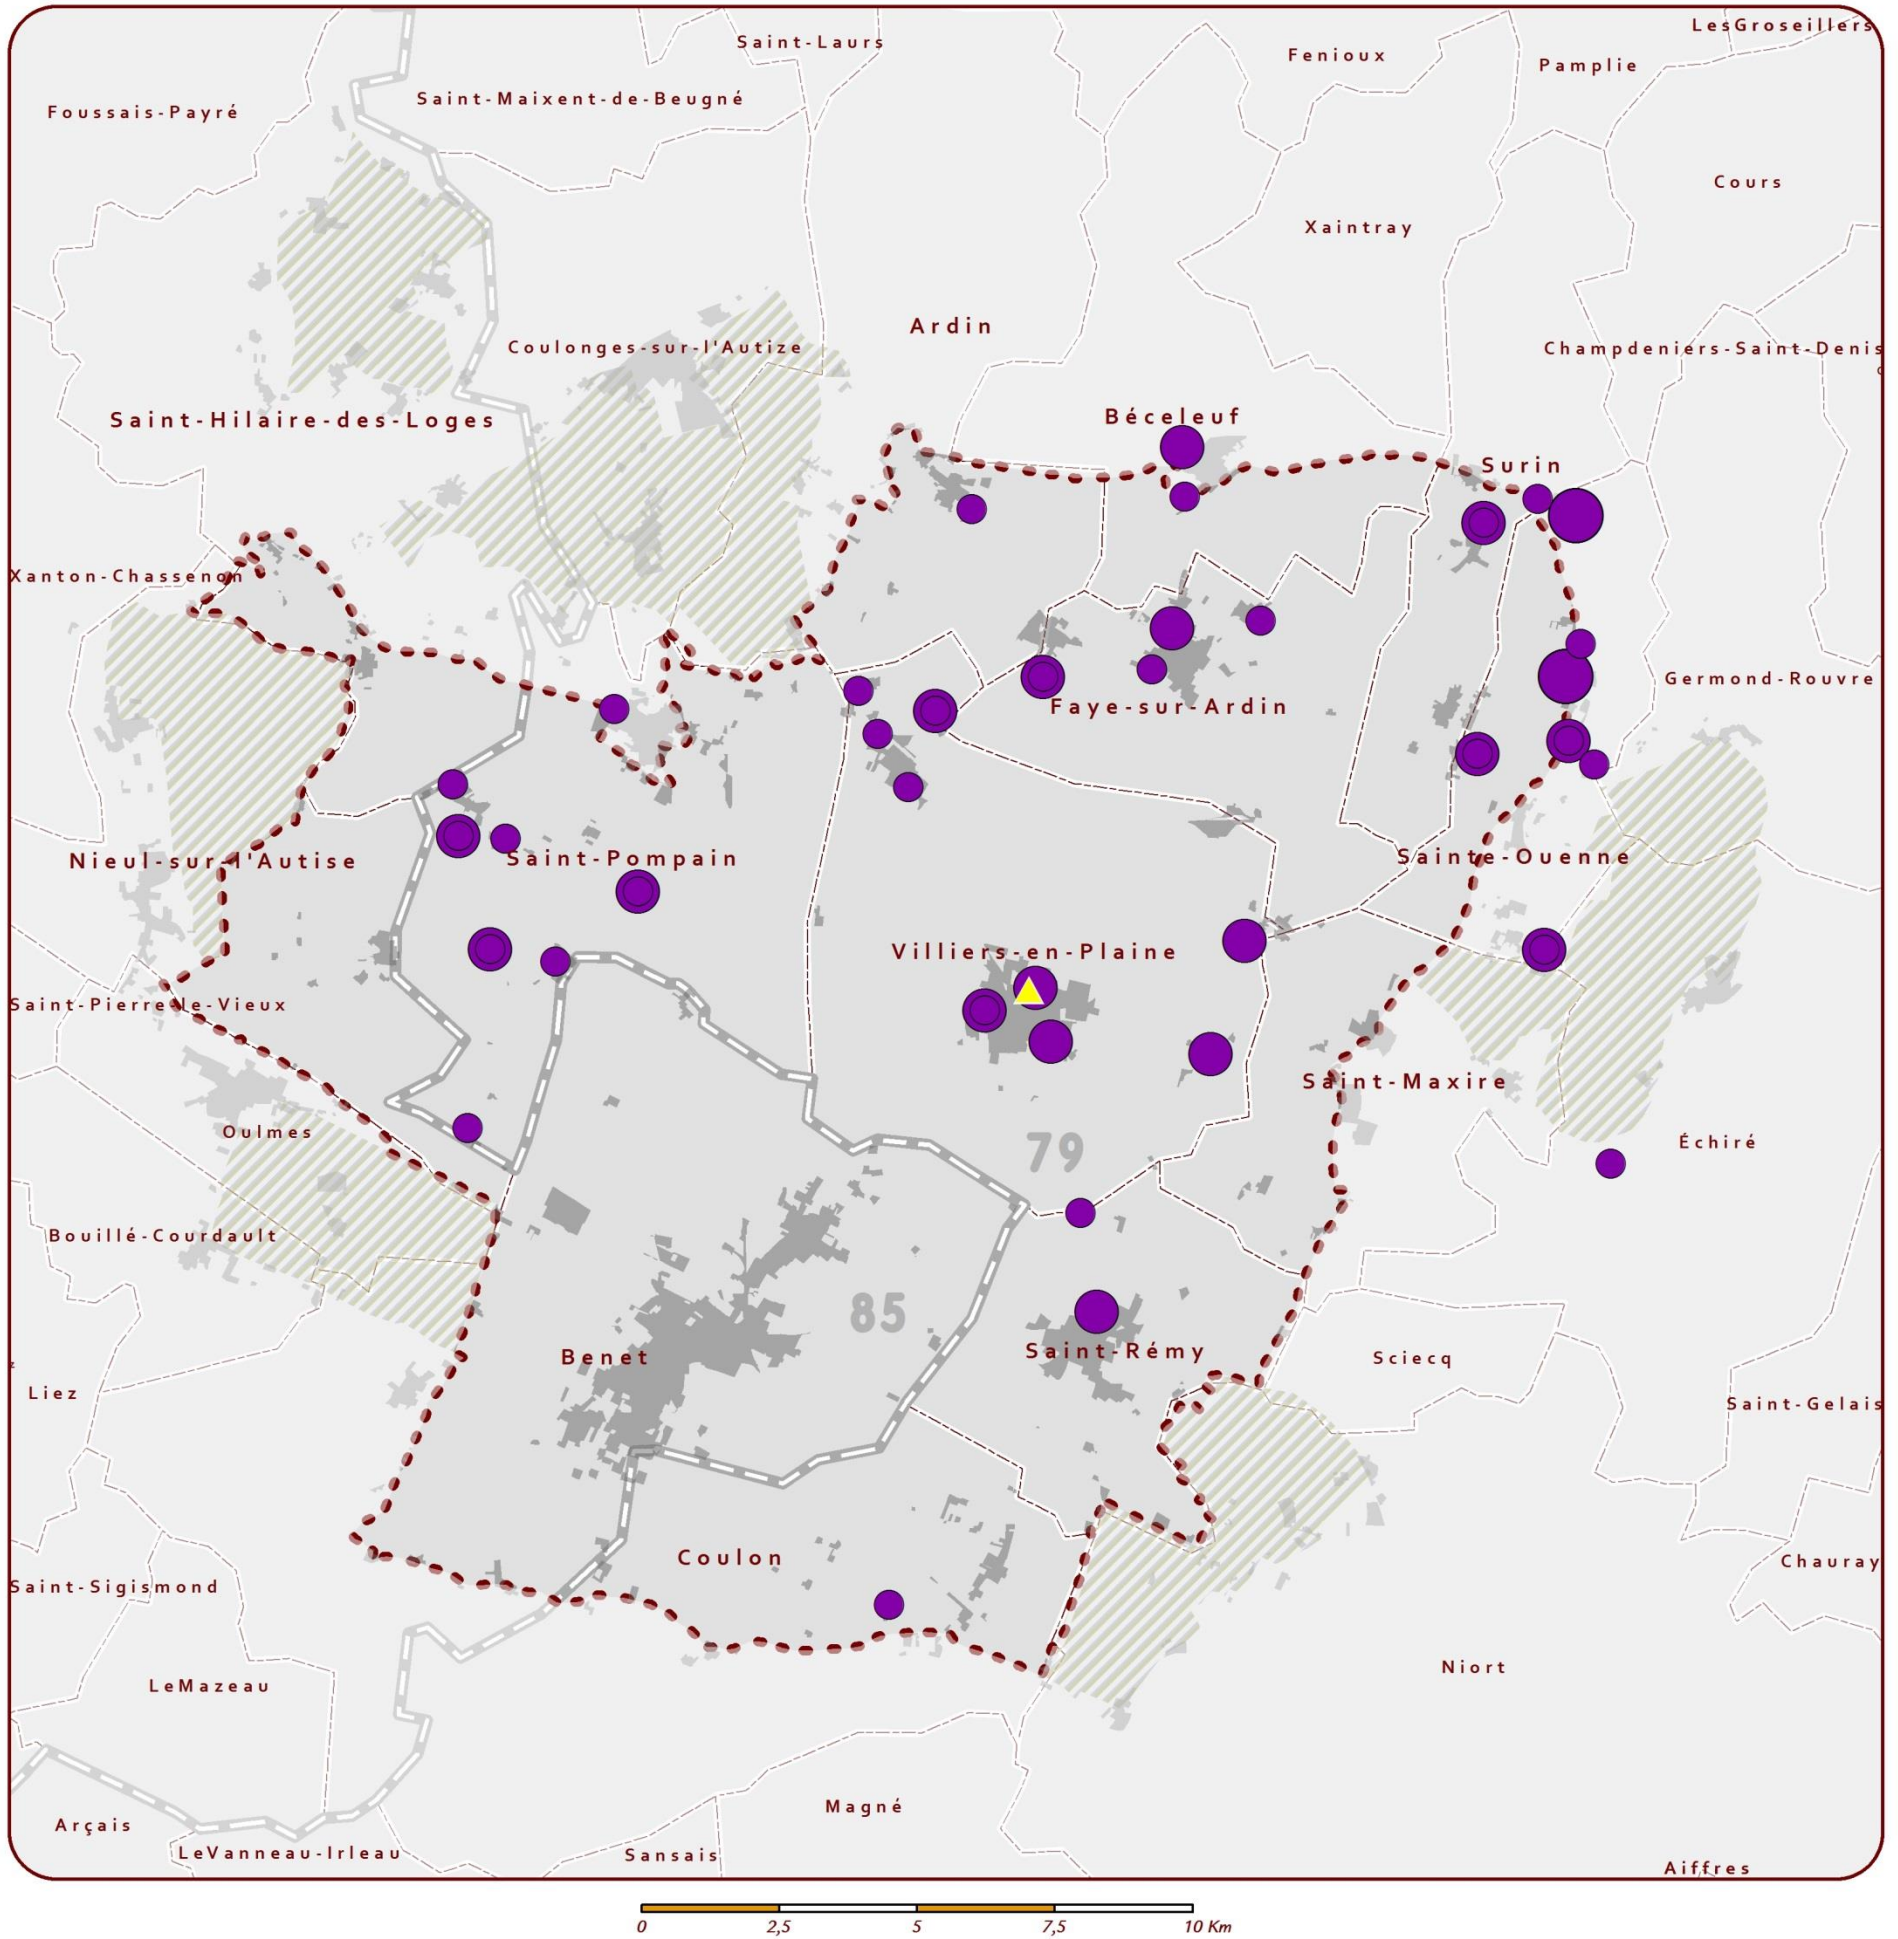 LesGroseillers
Saint-Laurs
Fenioux
Pamplie
Saint-Maixent-de-Beugné
Foussais-Payré
Cours
Xaintray
Ardin
Coulonges-sur-l'Autize
Champdeniers-Saint-Denis
Béceleuf
Saint-Hilaire-des-Loges
Surin
Xanton-Chassenon
Germond-Rouvre
Faye-sur-Ardin
Sainte-Ouenne
Saint-Pompain
Nieul-sur-l'Autise
Villiers-en-Plaine
Saint-Pierre-le-Vieux
Saint-Maxire
Oulmes
Échiré
79
Bouillé-Courdault
85
Saint-Rémy
Benet
Sciecq
Liez
Saint-Gelais
Coulon
Chauray
Saint-Sigismond
Niort
LeMazeau
Magné
Arçais
LeVanneau-Irleau
Sansais
Aiffres
0 2,5 5 7,5 10 Km